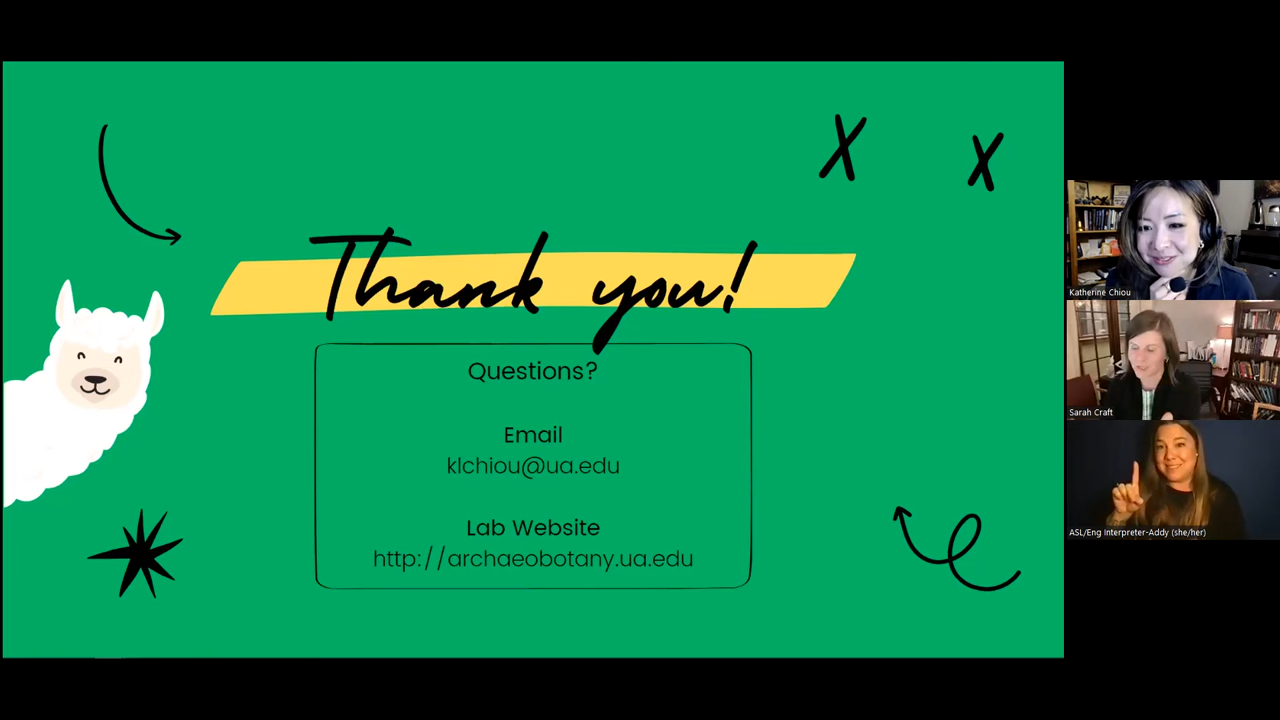 Thank you!
Questions?
Email
klchiou@ua.edu
Lab Website
http://archaeobotany.ua.edu
Katherine Chiou
Sarah Craft
ASL/Eng Interpreter-Addy (she/her)